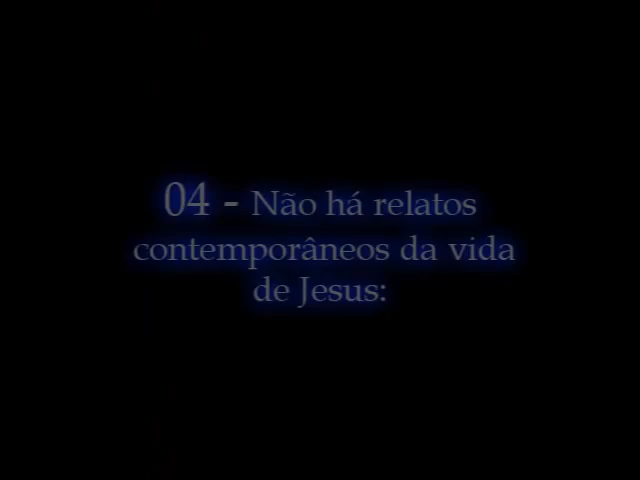 04 - Não há relatos
contemporâneos da vida
de Jesus: